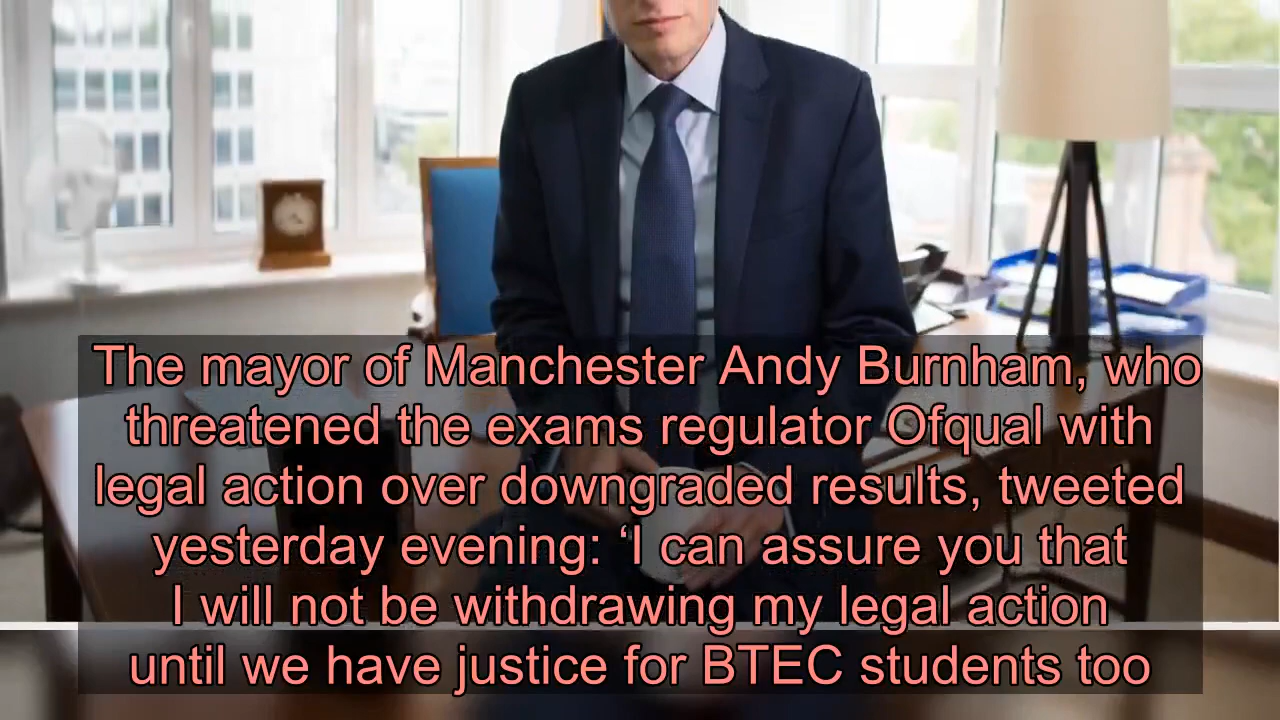 The mayor of Manchester Andy Burnham, who
threatened the exams regulator Ofqual with
legal action over downgraded results, tweeted
yesterday evening: ‘I can assure you that
I will not be withdrawing my legal action
until we have justice for BTEC students too